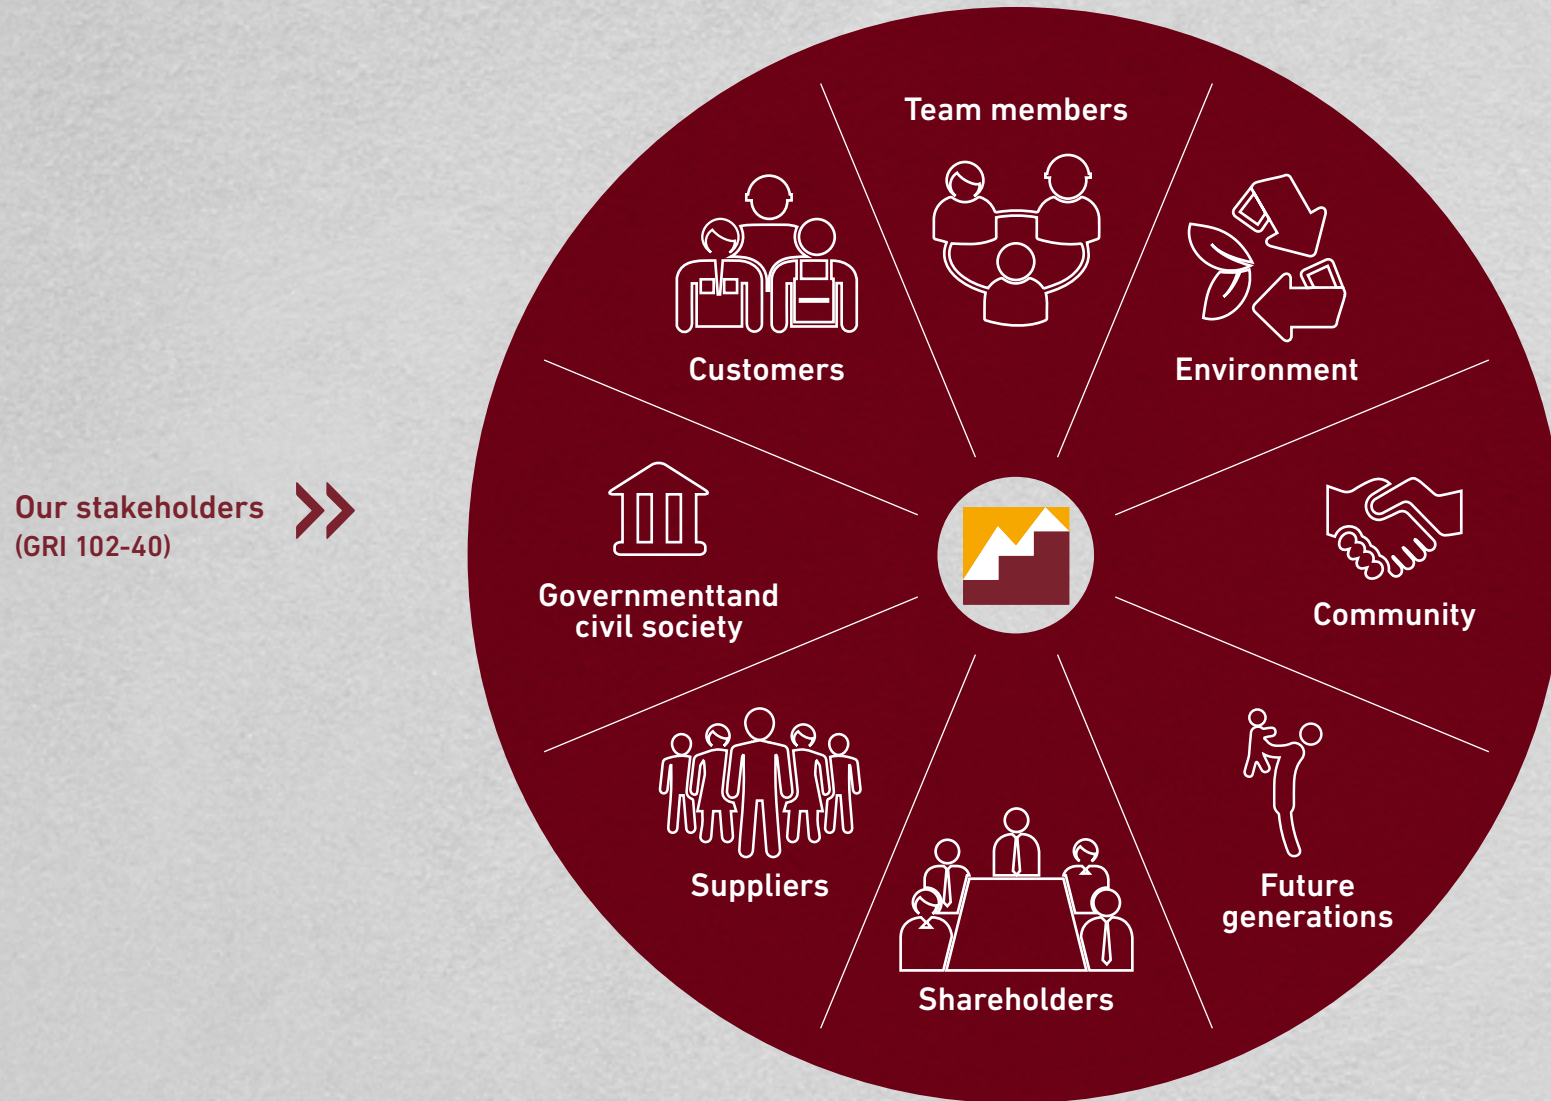 Our stakeholders
(GRI 102-40)
Team members
Customers
Environment
Governmenttand
civil society
Community
Suppliers
Future
generations
Shareholders